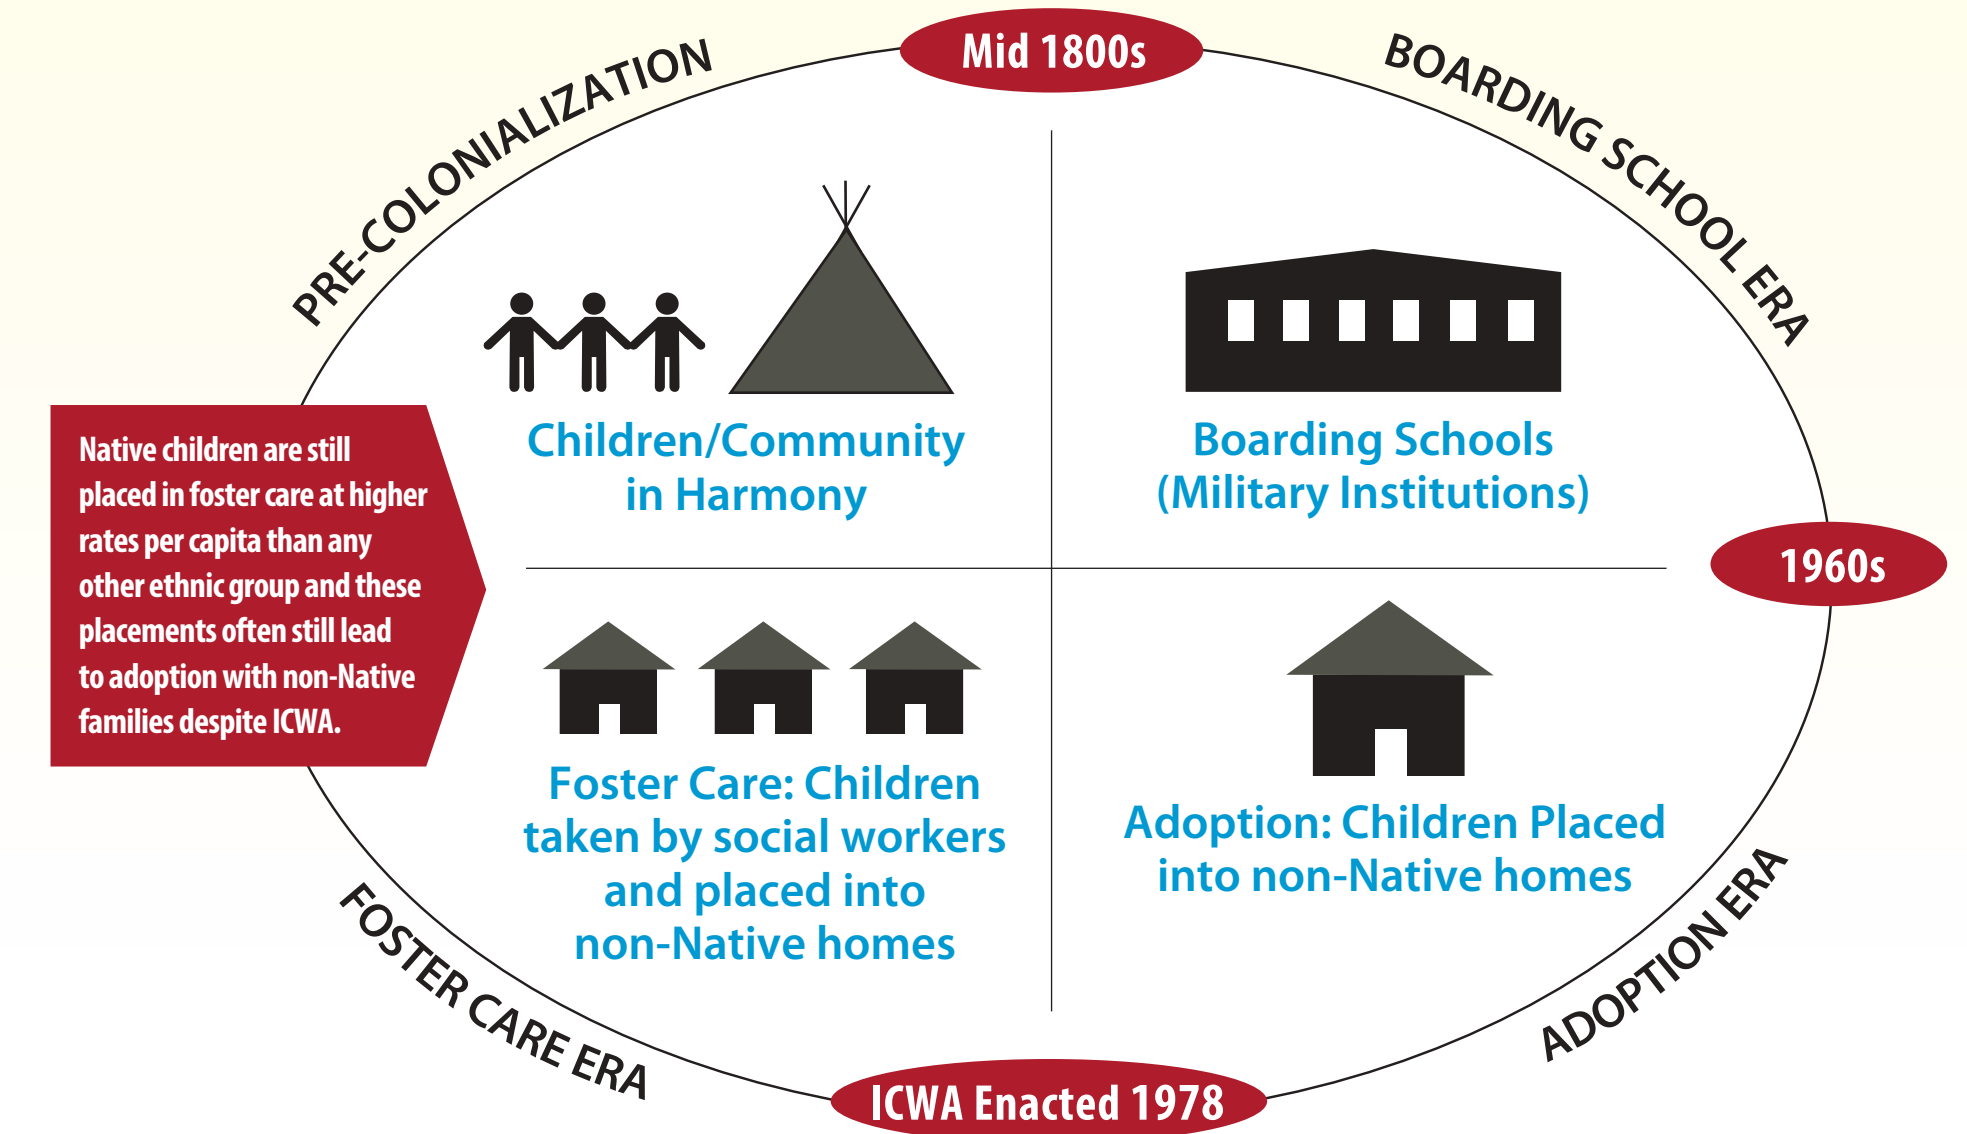 Mid 1800s
PRE-COLONIALIZATION
BOARDING SCHOOL ERA
Children/Community
in Harmony
Boarding Schools
(Military Institutions)
Native children are still
placed in foster care at higher
rates per capita than any
other ethnic group and these
placements often still lead
to adoption with non-Native
families despite ICWA.
1960s
Foster Care: Children
taken by social workers
and placed into
non-Native homes
Adoption: Children Placed
into non-Native homes
FOSTER CARE ERA
ADOPTION ERA
ICWA Enacted 1978